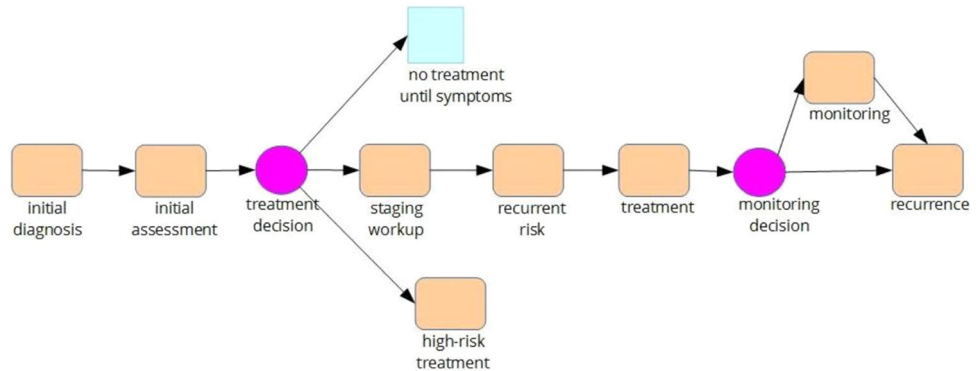 no treatment
until symptoms
monitoring
initial
diagnosis
initial
assessment
treatment
decision
staging
workup
recurrent
risk
treatment
monitoring
decision
recurrence
high-risk
treatment